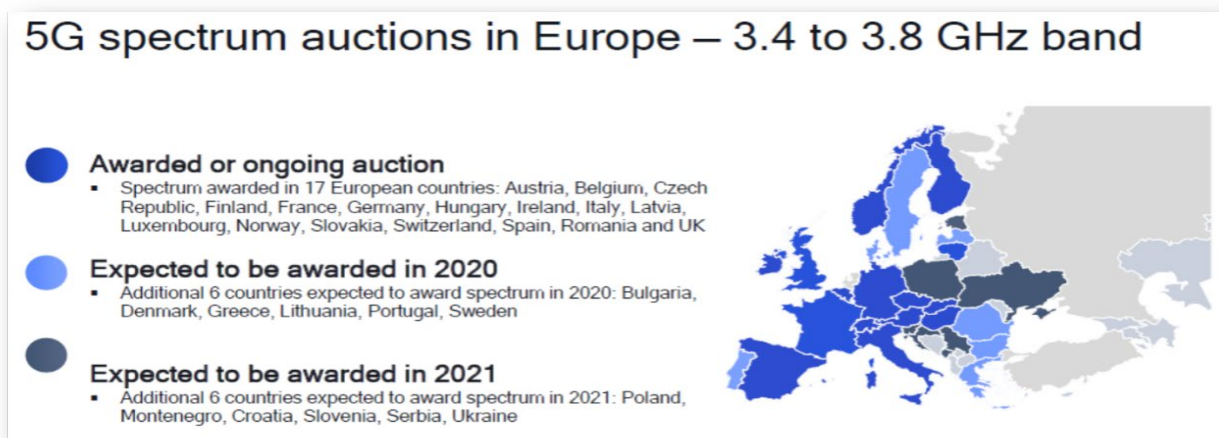 5G spectrum auctions in Europe – 3.4 to 3.8 GHz band
Awarded or ongoing auction
▪ Spectrum awarded in 17 European countries: Austria, Belgium, Czech
Republic, Finland, France, Germany, Hungary, Ireland, Italy, Latvia,
Luxembourg, Norway, Slovakia, Switzerland, Spain, Romania and UK
Expected to be awarded in 2020
▪ Additional 6 countries expected to award spectrum in 2020: Bulgaria,
Denmark, Greece, Lithuania, Portugal, Sweden
Expected to be awarded in 2021
▪ Additional 6 countries expected to award spectrum in 2021: Poland,
Montenegro, Croatia, Slovenia, Serbia, Ukraine